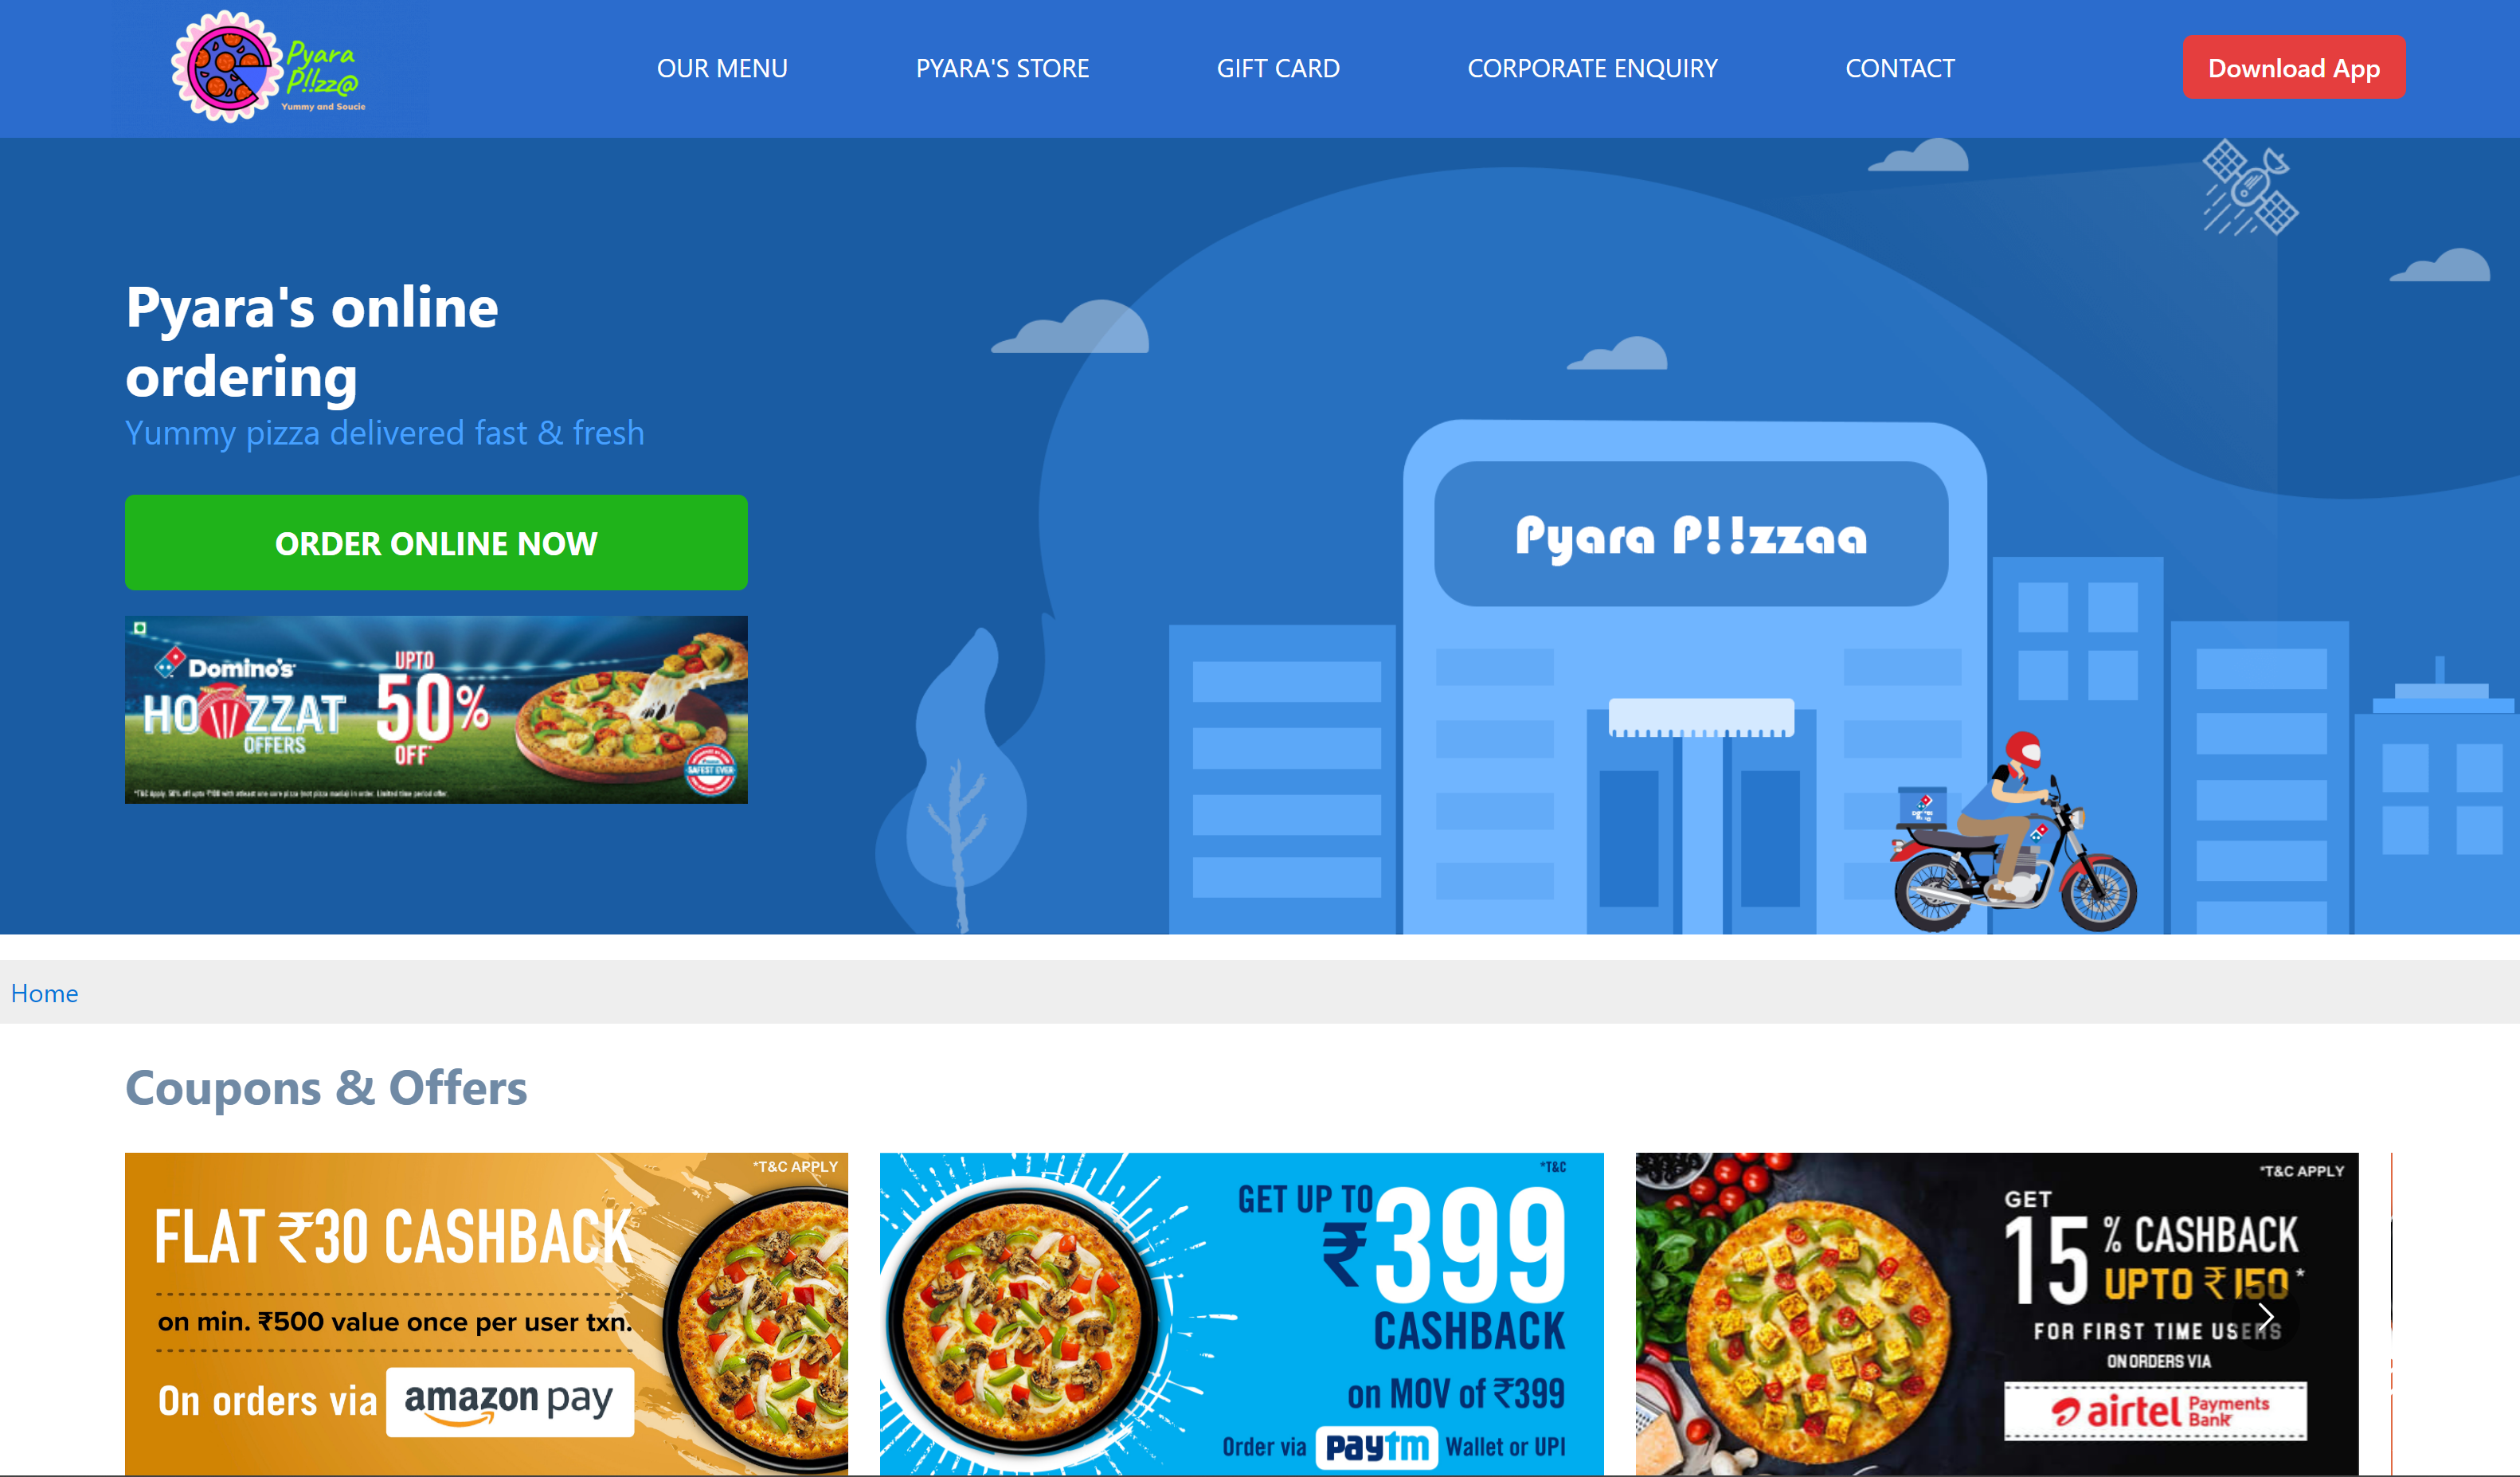 Pyara
P!!zz@
Yummy and Soucie
OUR MENU
PYARA'S STORE
GIFT CARD
CORPORATE ENQUIRY
CONTACT
Download App
Pyara's online
ordering
Yummy pizza delivered fast & fresh
ORDER ONLINE NOW
Pyara P!!zzaa
Domino's
HOWZZAT
OFFERS
UPTO
50%
OFF*
SAFEST EVER
Home
Coupons & Offers
*T&C APPLY
FLAT ₹30 CASHBACK
on min. ₹500 value once per user txn.
On orders via amazon pay
*T&C
GET UP TO
₹399
CASHBACK
on MOV of ₹399
Order via paytm Wallet or UPI
*T&C APPLY
GET
15% CASHBACK
UPTO ₹150*
FOR FIRST TIME USERS
ON ORDERS VIA
airtel Payments
Bank